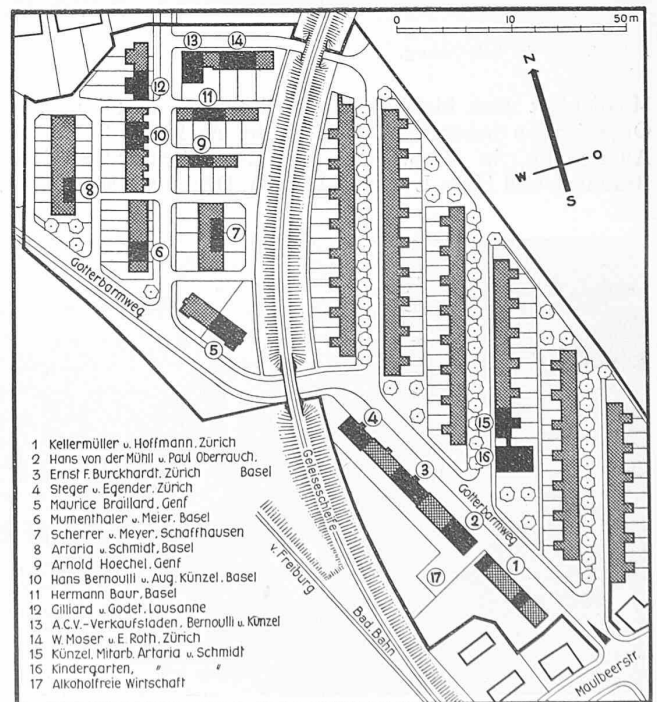 0 10 50 m
N
W O
S
13 14
12
11
10
9
8
7
6
5
Gotterbarmweg
4
3
2
1
15
16
17
Gotterbarmweg
Geleiseschleife
v. Freiburg
Bad. Bahn
Maulbeerstr.
1 Kellermüller u. Hoffmann, Zürich
2 Hans von der Mühll u. Paul Oberrauch,
3 Ernst F. Burckhardt, Zürich Basel
4 Steger u. Egender, Zürich
5 Maurice Braillard, Genf
6 Mumenthaler u. Meier, Basel
7 Scherrer u. Meyer, Schaffhausen
8 Artaria u. Schmidt, Basel
9 Arnold Hoechel, Genf
10 Hans Bernoulli u. Aug. Künzel, Basel
11 Hermann Baur, Basel
12 Gilliard u. Godet, Lausanne
13 A.C.V.-Verkaufsladen, Bernoulli u. Künzel
14 W. Moser u. E. Roth, Zürich
15 Künzel, Mitarb. Artaria u. Schmidt
16 Kindergarten, " "
17 Alkoholfreie Wirtschaft